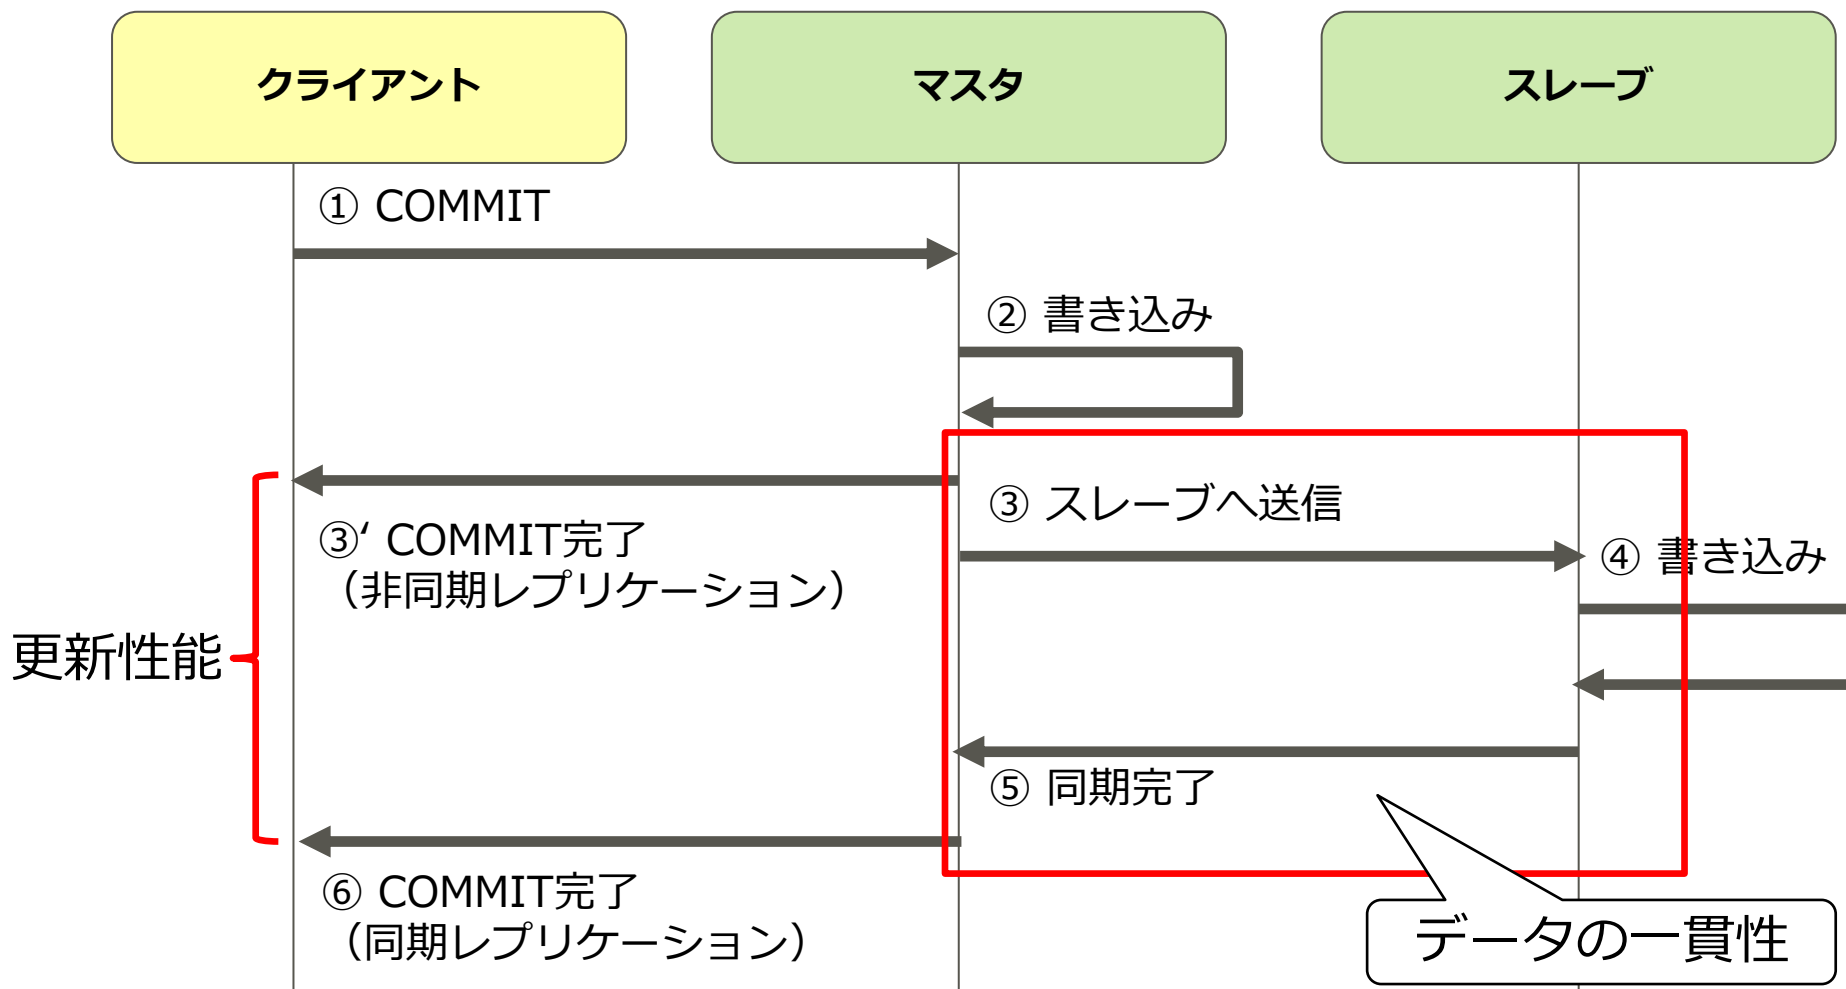 クライアント
マスタ
スレーブ
① COMMIT
② 書き込み
③ スレーブへ送信
③‘ COMMIT完了
（非同期レプリケーション）
④ 書き込み
更新性能
⑤ 同期完了
⑥ COMMIT完了
（同期レプリケーション）
データの一貫性